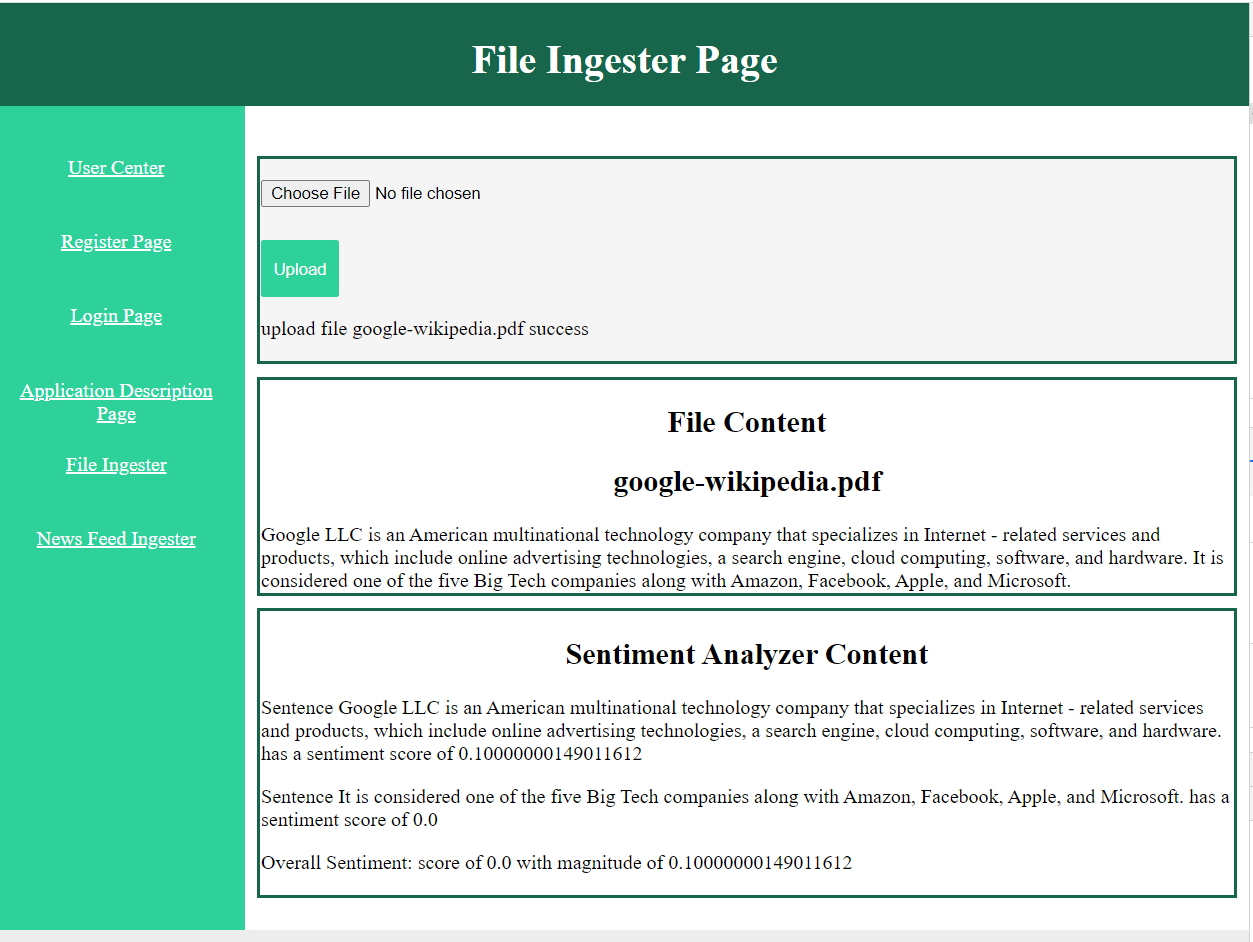 File Ingester Page
User Center
Register Page
Login Page
Application Description
Page
File Ingester
News Feed Ingester
Choose File No file chosen
Upload
upload file google-wikipedia.pdf success
File Content
google-wikipedia.pdf
Google LLC is an American multinational technology company that specializes in Internet - related services and
products, which include online advertising technologies, a search engine, cloud computing, software, and hardware. It is
considered one of the five Big Tech companies along with Amazon, Facebook, Apple, and Microsoft.
Sentiment Analyzer Content
Sentence Google LLC is an American multinational technology company that specializes in Internet - related services
and products, which include online advertising technologies, a search engine, cloud computing, software, and hardware.
has a sentiment score of 0.10000000149011612
Sentence It is considered one of the five Big Tech companies along with Amazon, Facebook, Apple, and Microsoft. has a
sentiment score of 0.0
Overall Sentiment: score of 0.0 with magnitude of 0.10000000149011612